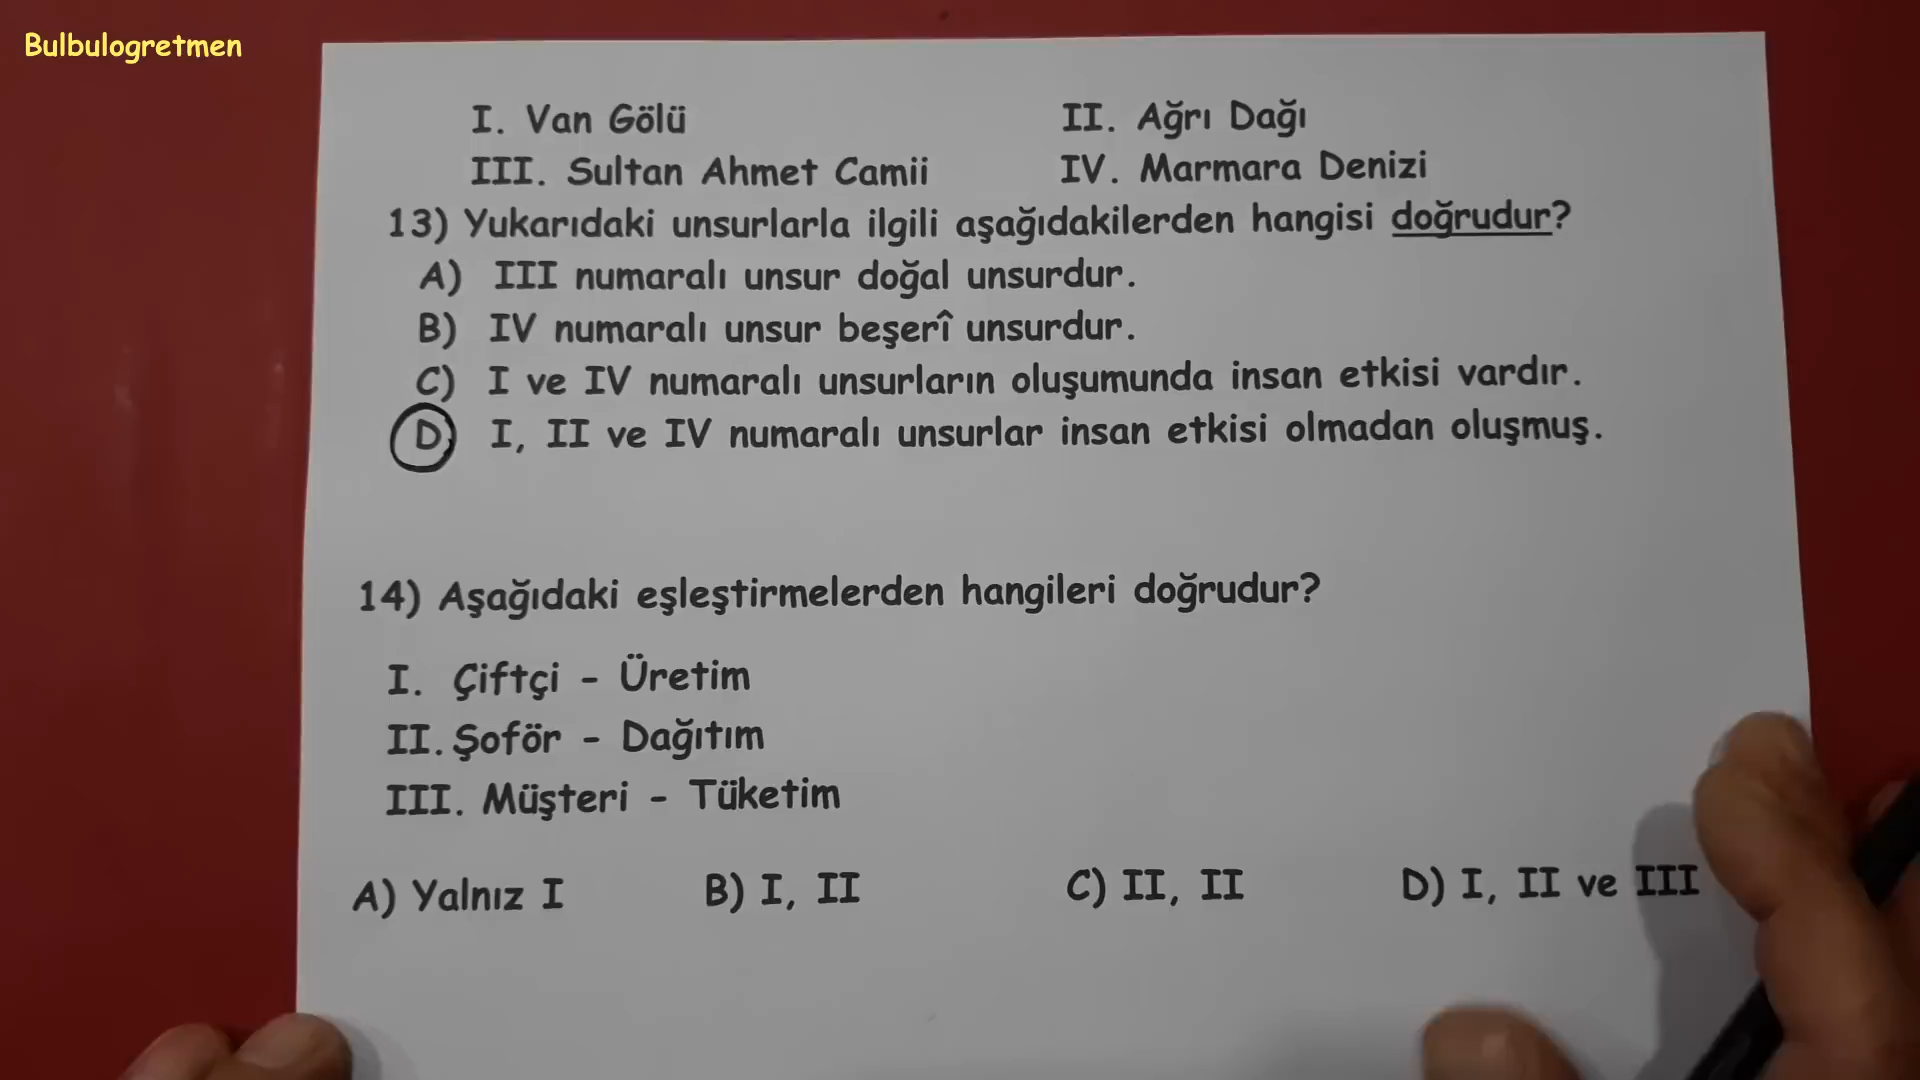 Bulbulogretmen
I. Van Gölü II. Ağrı Dağı
III. Sultan Ahmet Camii IV. Marmara Denizi
13) Yukarıdaki unsurlarla ilgili aşağıdakilerden hangisi doğrudur?
A) III numaralı unsur doğal unsurdur.
B) IV numaralı unsur beşerî unsurdur.
C) I ve IV numaralı unsurların oluşumunda insan etkisi vardır.
D) I, II ve IV numaralı unsurlar insan etkisi olmadan oluşmuş.
14) Aşağıdaki eşleştirmelerden hangileri doğrudur?
I. Çiftçi - Üretim
II. Şoför - Dağıtım
III. Müşteri - Tüketim
A) Yalnız I B) I, II C) II, II D) I, II ve III